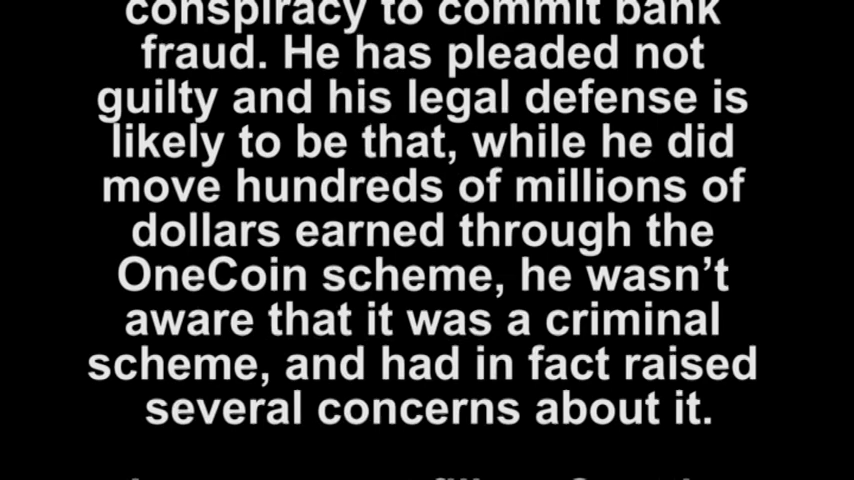 conspiracy to commit bank
fraud. He has pleaded not
guilty and his legal defense is
likely to be that, while he did
move hundreds of millions of
dollars earned through the
OneCoin scheme, he wasn’t
aware that it was a criminal
scheme, and had in fact raised
several concerns about it.